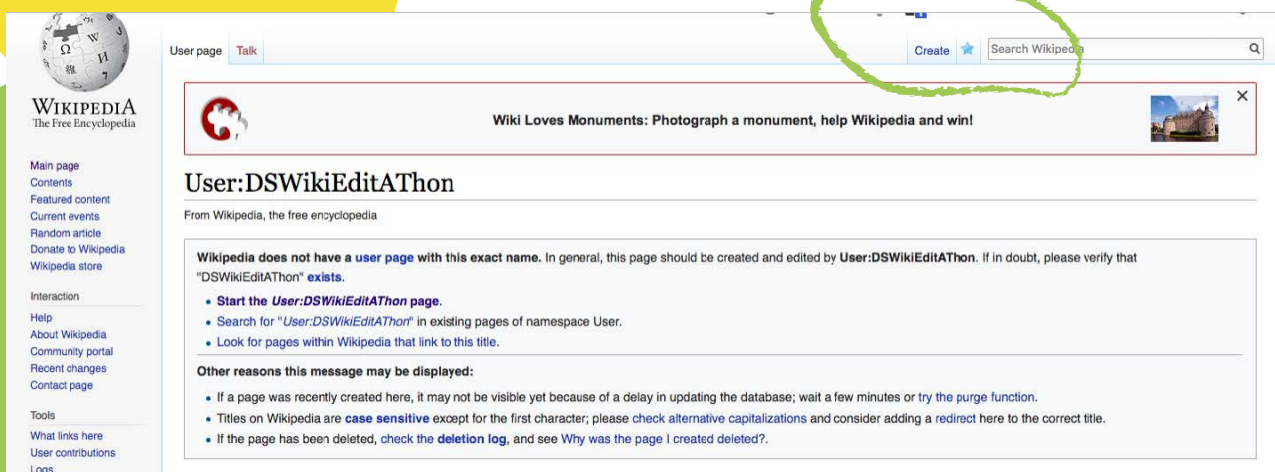 User page Talk Create Search Wikipedia
WIKIPEDIA
The Free Encyclopedia
Main page
Contents
Featured content
Current events
Random article
Donate to Wikipedia
Wikipedia store
Interaction
Help
About Wikipedia
Community portal
Recent changes
Contact page
Tools
What links here
User contributions
Logs
Wiki Loves Monuments: Photograph a monument, help Wikipedia and win!
User:DSWikiEditAThon
From Wikipedia, the free encyclopedia
Wikipedia does not have a user page with this exact name. In general, this page should be created and edited by User:DSWikiEditAThon. If in doubt, please verify that
"DSWikiEditAThon" exists.
• Start the User:DSWikiEditAThon page.
• Search for "User:DSWikiEditAThon" in existing pages of namespace User.
• Look for pages within Wikipedia that link to this title.
Other reasons this message may be displayed:
• If a page was recently created here, it may not be visible yet because of a delay in updating the database; wait a few minutes or try the purge function.
• Titles on Wikipedia are case sensitive except for the first character; please check alternative capitalizations and consider adding a redirect here to the correct title.
• If the page has been deleted, check the deletion log, and see Why was the page I created deleted?.